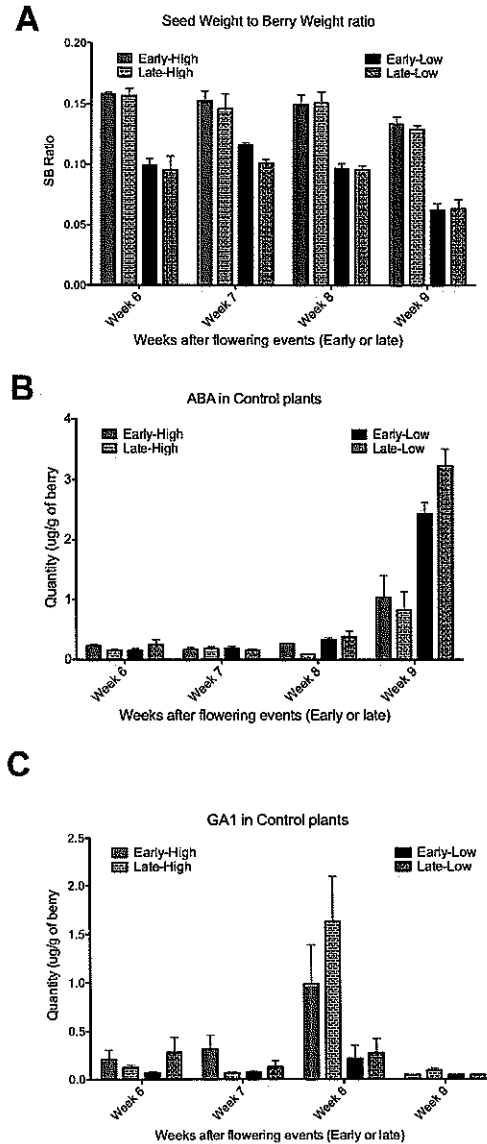 A
Seed Weight to Berry Weight ratio
Early-High
Late-High
Early-Low
Late-Low
0.20
0.15
0.10
0.05
0.00
SB Ratio
Week 6
Week 7
Week 8
Week 9
Weeks after flowering events (Early or late)
B
ABA in Control plants
Early-High
Late-High
Early-Low
Late-Low
4
3
2
1
0
Quantity (ug/g of berry)
Week 6
Week 7
Week 8
Week 9
Weeks after flowering events (Early or late)
C
GA1 in Control plants
Early-High
Late-High
Early-Low
Late-Low
2.5
2.0
1.5
1.0
0.5
0.0
Quantity (ug/g of berry
Week 6
Week 7
Week 8
Week 9
Weeks after flowering events (Early or late)